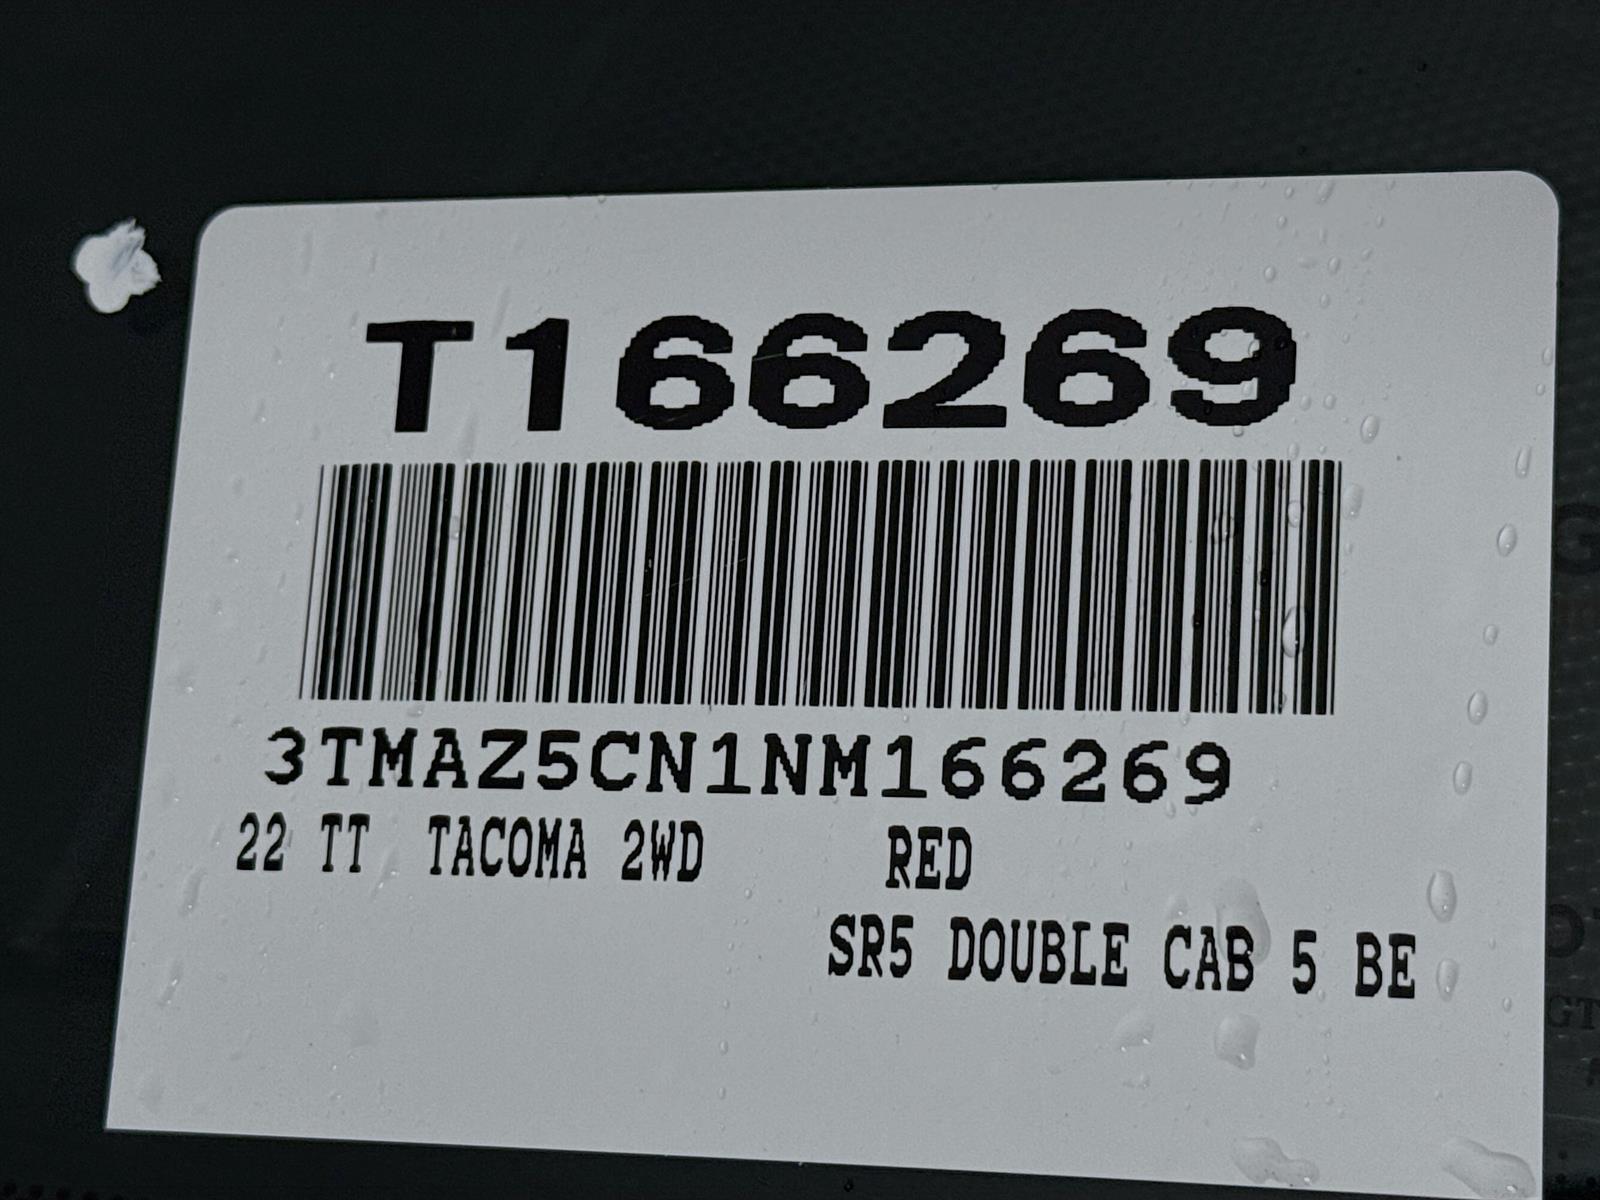 T166269
3TMAZ5CN1NM166269
22 TT TACOMA 2WD RED
SR5 DOUBLE CAB 5 BE